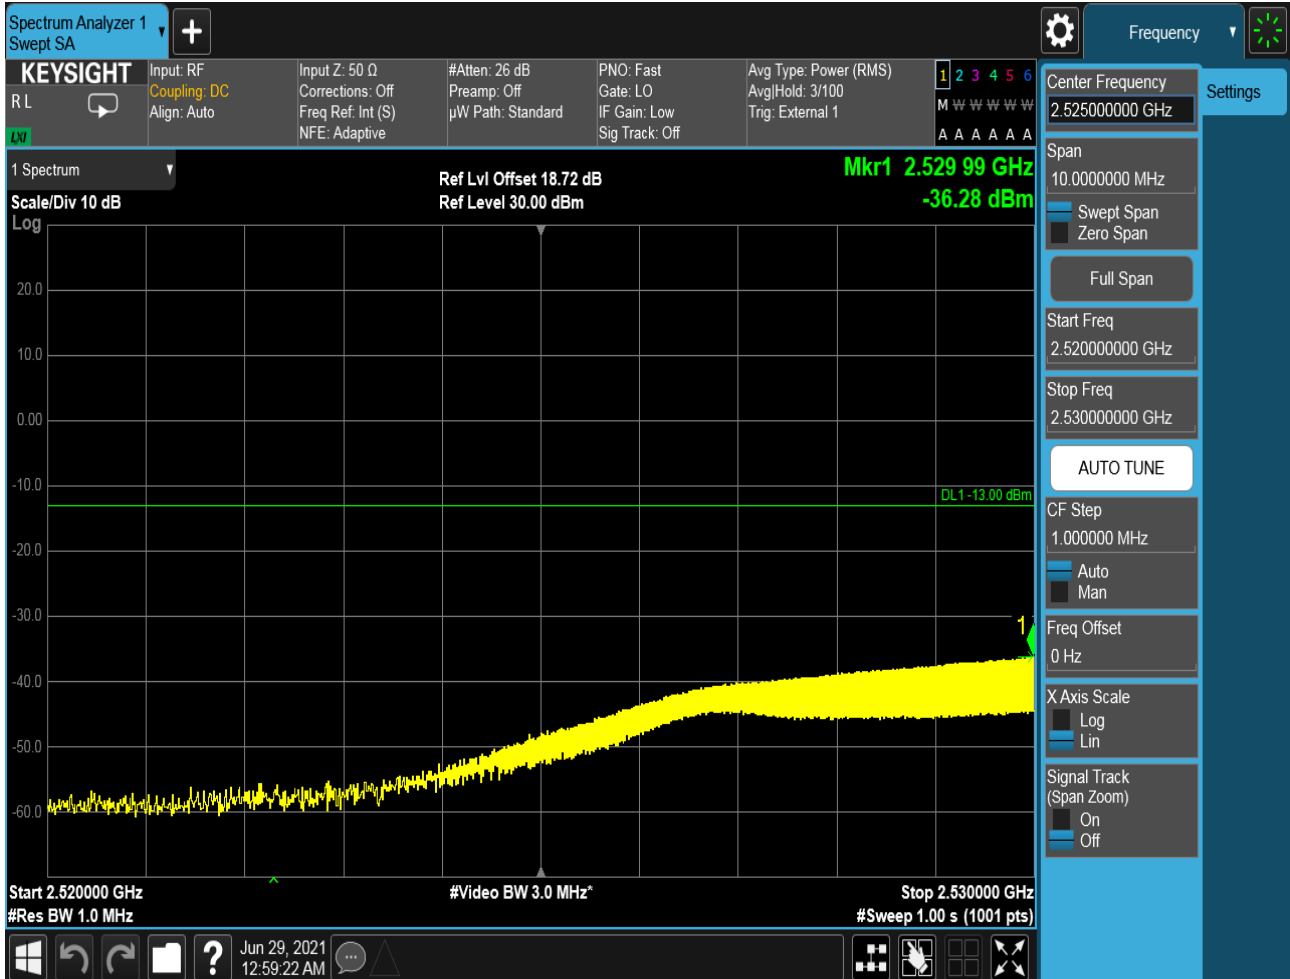 Spectrum Analyzer 1
Swept SA
+
Frequency
KEYSIGHT
R L
LXI
Input: RF
Coupling: DC
Align: Auto
Input Z: 50 Ω
Corrections: Off
Freq Ref: Int (S)
NFE: Adaptive
#Atten: 26 dB
Preamp: Off
µW Path: Standard
PNO: Fast
Gate: LO
IF Gain: Low
Sig Track: Off
Avg Type: Power (RMS)
Avg|Hold: 3/100
Trig: External 1
1 2 3 4 5 6
M W W W W W
A A A A A A
1 Spectrum
Scale/Div 10 dB
Log
Ref Lvl Offset 18.72 dB
Ref Level 30.00 dBm
Mkr1 2.529 99 GHz
-36.28 dBm
20.0
10.0
0.00
-10.0
DL1 -13.00 dBm
-20.0
-30.0
1
-40.0
-50.0
-60.0
Start 2.520000 GHz
#Res BW 1.0 MHz
#Video BW 3.0 MHz*
Stop 2.530000 GHz
#Sweep 1.00 s (1001 pts)
Center Frequency
2.525000000 GHz
Span
10.0000000 MHz
Swept Span
Zero Span
Full Span
Start Freq
2.520000000 GHz
Stop Freq
2.530000000 GHz
AUTO TUNE
CF Step
1.000000 MHz
Auto
Man
Freq Offset
0 Hz
X Axis Scale
Log
Lin
Signal Track
(Span Zoom)
On
Off
Settings
?
Jun 29, 2021
12:59:22 AM